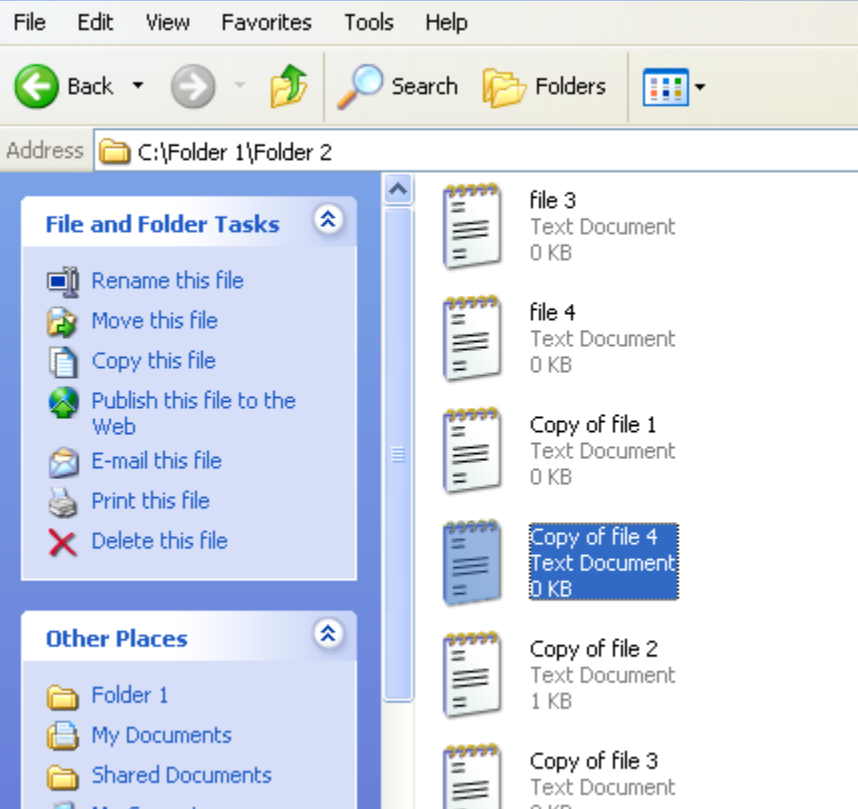 File Edit View Favorites Tools Help
Back Search Folders
Address C:\Folder 1\Folder 2
File and Folder Tasks
Rename this file
Move this file
Copy this file
Publish this file to the
Web
E-mail this file
Print this file
Delete this file
Other Places
Folder 1
My Documents
Shared Documents
file 3
Text Document
0 KB
file 4
Text Document
0 KB
Copy of file 1
Text Document
0 KB
Copy of file 4
Text Document
0 KB
Copy of file 2
Text Document
1 KB
Copy of file 3
Text Document